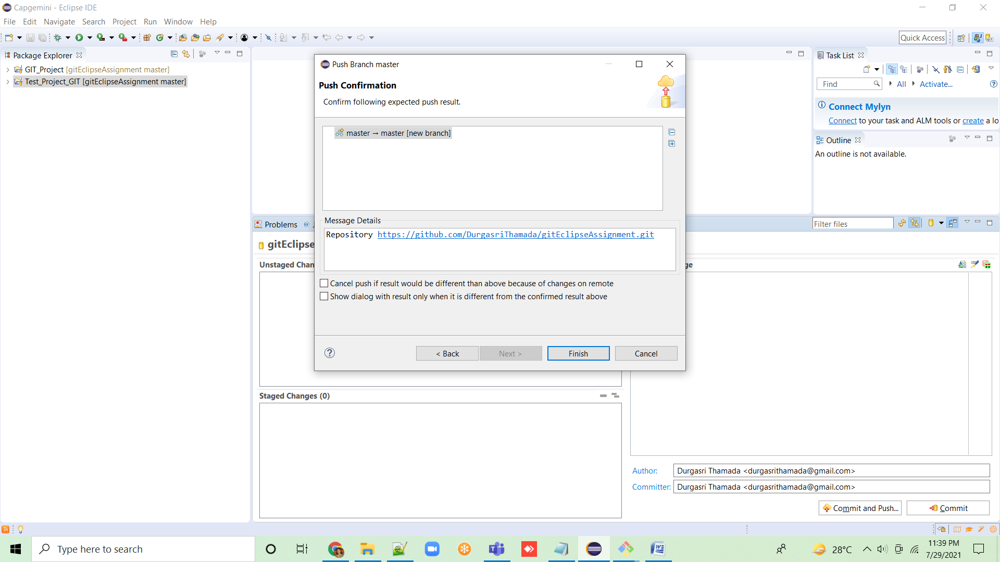 Capgemini - Eclipse IDE
File Edit Navigate Search Project Run Window Help
Quick Access
Package Explorer
GIT_Project [gitEclipseAssignment master]
Test_Project_GIT [gitEclipseAssignment master]
Push Branch master
Push Confirmation
Confirm following expected push result.
master → master [new branch]
Message Details
Repository https://github.com/DurgasriThamada/gitEclipseAssignment.git
Cancel push if result would be different than above because of changes on remote
Show dialog with result only when it is different from the confirmed result above
< Back Next > Finish Cancel
Task List
Find All Activate...
Connect Mylyn
Connect to your task and ALM tools or create a lo
Outline
An outline is not available.
Problems @ J
Filter files
gitEclipse
Unstaged Chan
ge
Staged Changes (0)
Author: Durgasri Thamada <durgasrithamada@gmail.com>
Committer: Durgasri Thamada <durgasrithamada@gmail.com>
Commit and Push... Commit
Type here to search
28°C
11:39 PM
7/29/2021